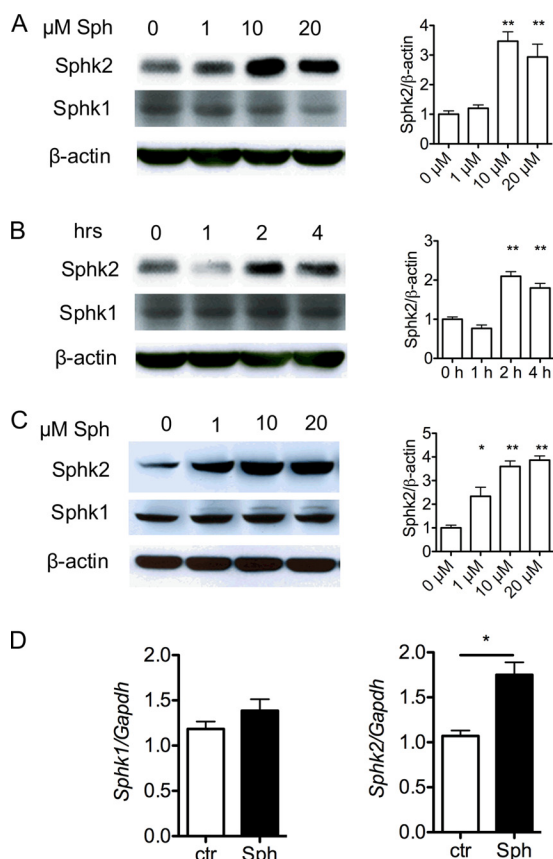 A
μM Sph 0 1 10 20
Sphk2
Sphk1
β-actin
Sphk2/β-actin
4
3
2
1
0
** **
0 μM 1 μM 10 μM 20 μM
B
hrs 0 1 2 4
Sphk2
Sphk1
β-actin
Sphk2/β-actin
3
2
1
0
** **
0 h 1 h 2 h 4 h
C
μM Sph 0 1 10 20
Sphk2
Sphk1
β-actin
Sphk2/β-actin
5
4
3
2
1
0
* ** **
0 μM 1 μM 10 μM 20 μM
D
Sphk1/Gapdh
2.0
1.5
1.0
0.5
0.0
ctr Sph
Sphk2/Gapdh
2.0
1.5
1.0
0.5
0.0
*
ctr Sph